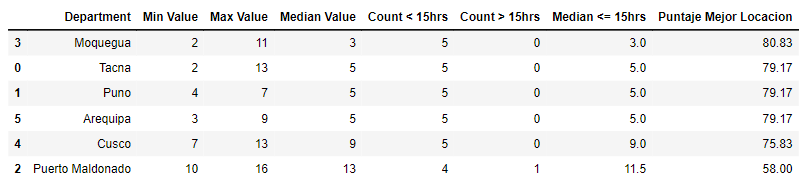 Department Min Value Max Value Median Value Count < 15hrs Count > 15hrs Median <= 15hrs Puntaje Mejor Locacion
3 Moquegua 2 11 3 5 0 3.0 80.83
0 Tacna 2 13 5 5 0 5.0 79.17
1 Puno 4 7 5 5 0 5.0 79.17
5 Arequipa 3 9 5 5 0 5.0 79.17
4 Cusco 7 13 9 5 0 9.0 75.83
2 Puerto Maldonado 10 16 13 4 1 11.5 58.00